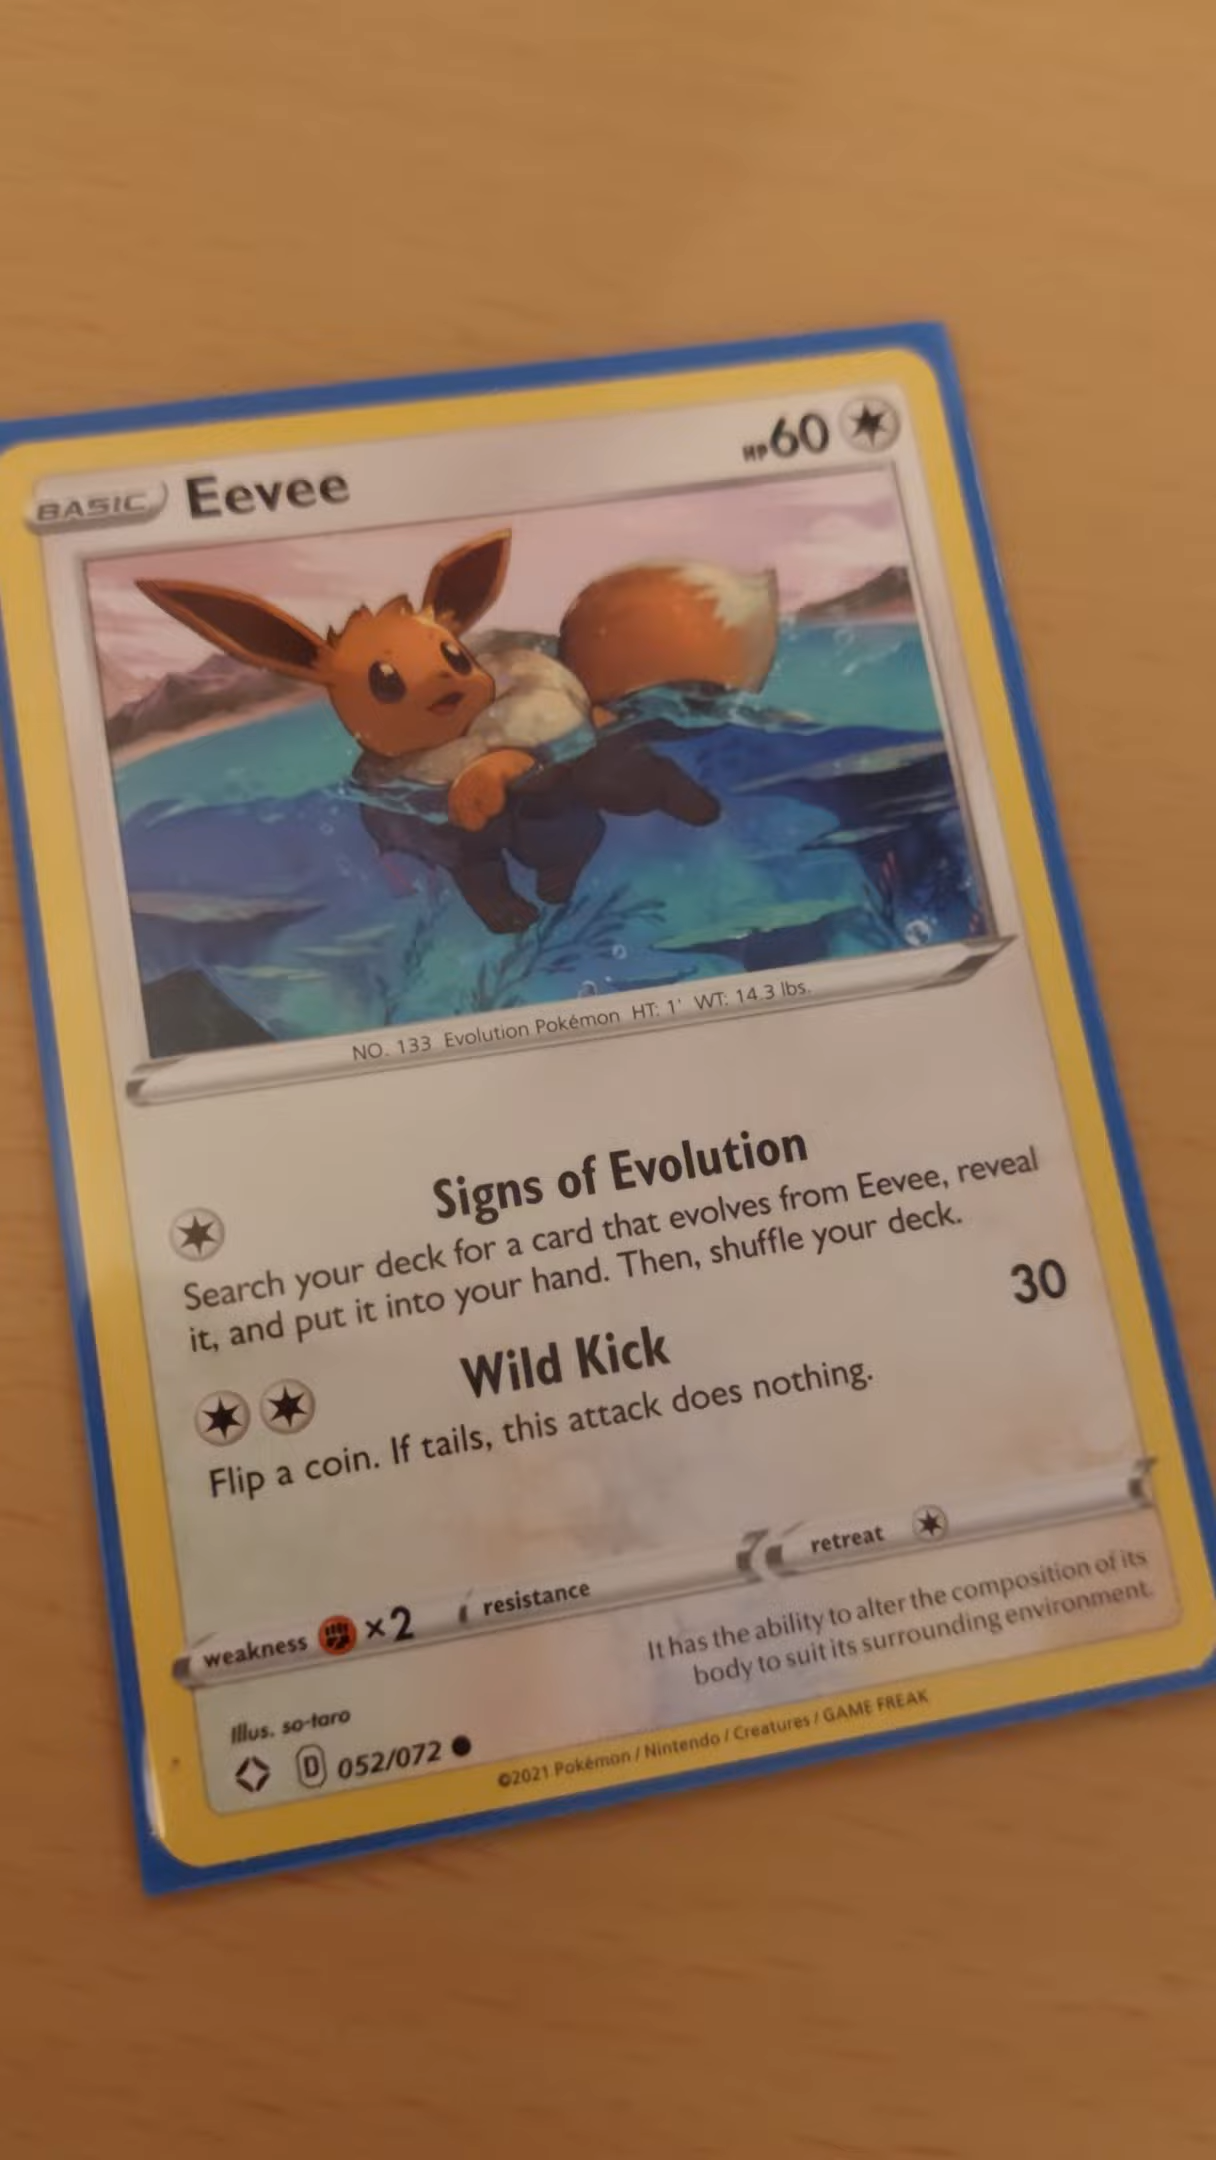 BASIC Eevee HP 60
NO. 133 Evolution Pokémon HT: 1' WT: 14.3 lbs.
Signs of Evolution
Search your deck for a card that evolves from Eevee, reveal
it, and put it into your hand. Then, shuffle your deck.
Wild Kick 30
Flip a coin. If tails, this attack does nothing.
weakness ×2 resistance retreat
It has the ability to alter the composition of its
body to suit its surrounding environment.
Illus. so-taro
D 052/072
©2021 Pokémon / Nintendo / Creatures / GAME FREAK